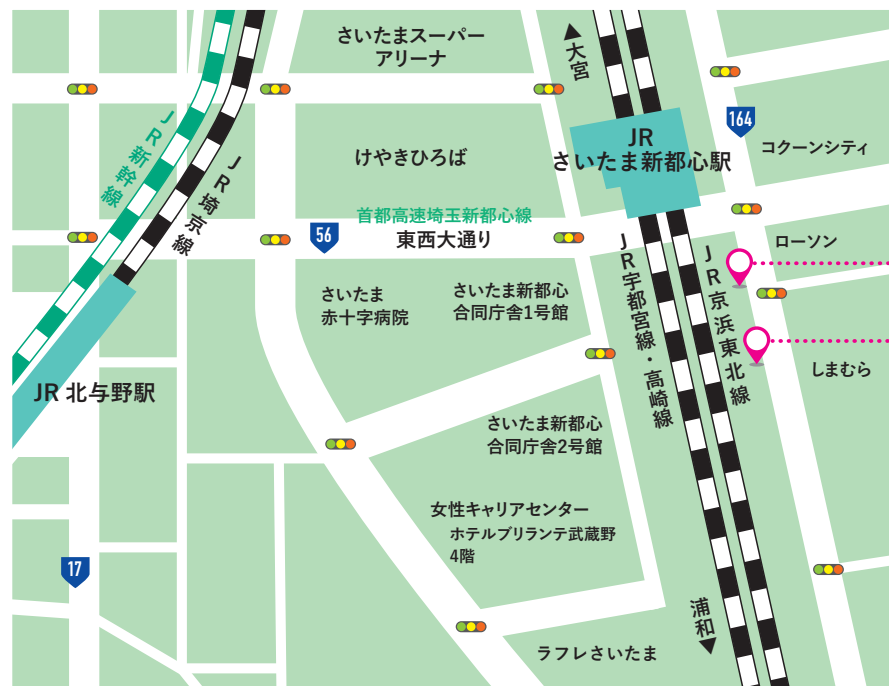 さいたまスーパー
アリーナ
▲大宮
164
JR
さいたま新都心駅
コクーンシティ
JR新幹線
JR埼京線
けやきひろば
首都高速埼玉新都心線
56
東西大通り
ローソン
さいたま
赤十字病院
さいたま新都心
合同庁舎1号館
JR宇都宮線・高崎線
JR京浜東北線
しまむら
JR 北与野駅
さいたま新都心
合同庁舎2号館
女性キャリアセンター
ホテルブリランテ武蔵野
4階
17
浦和▼
ラフレさいたま